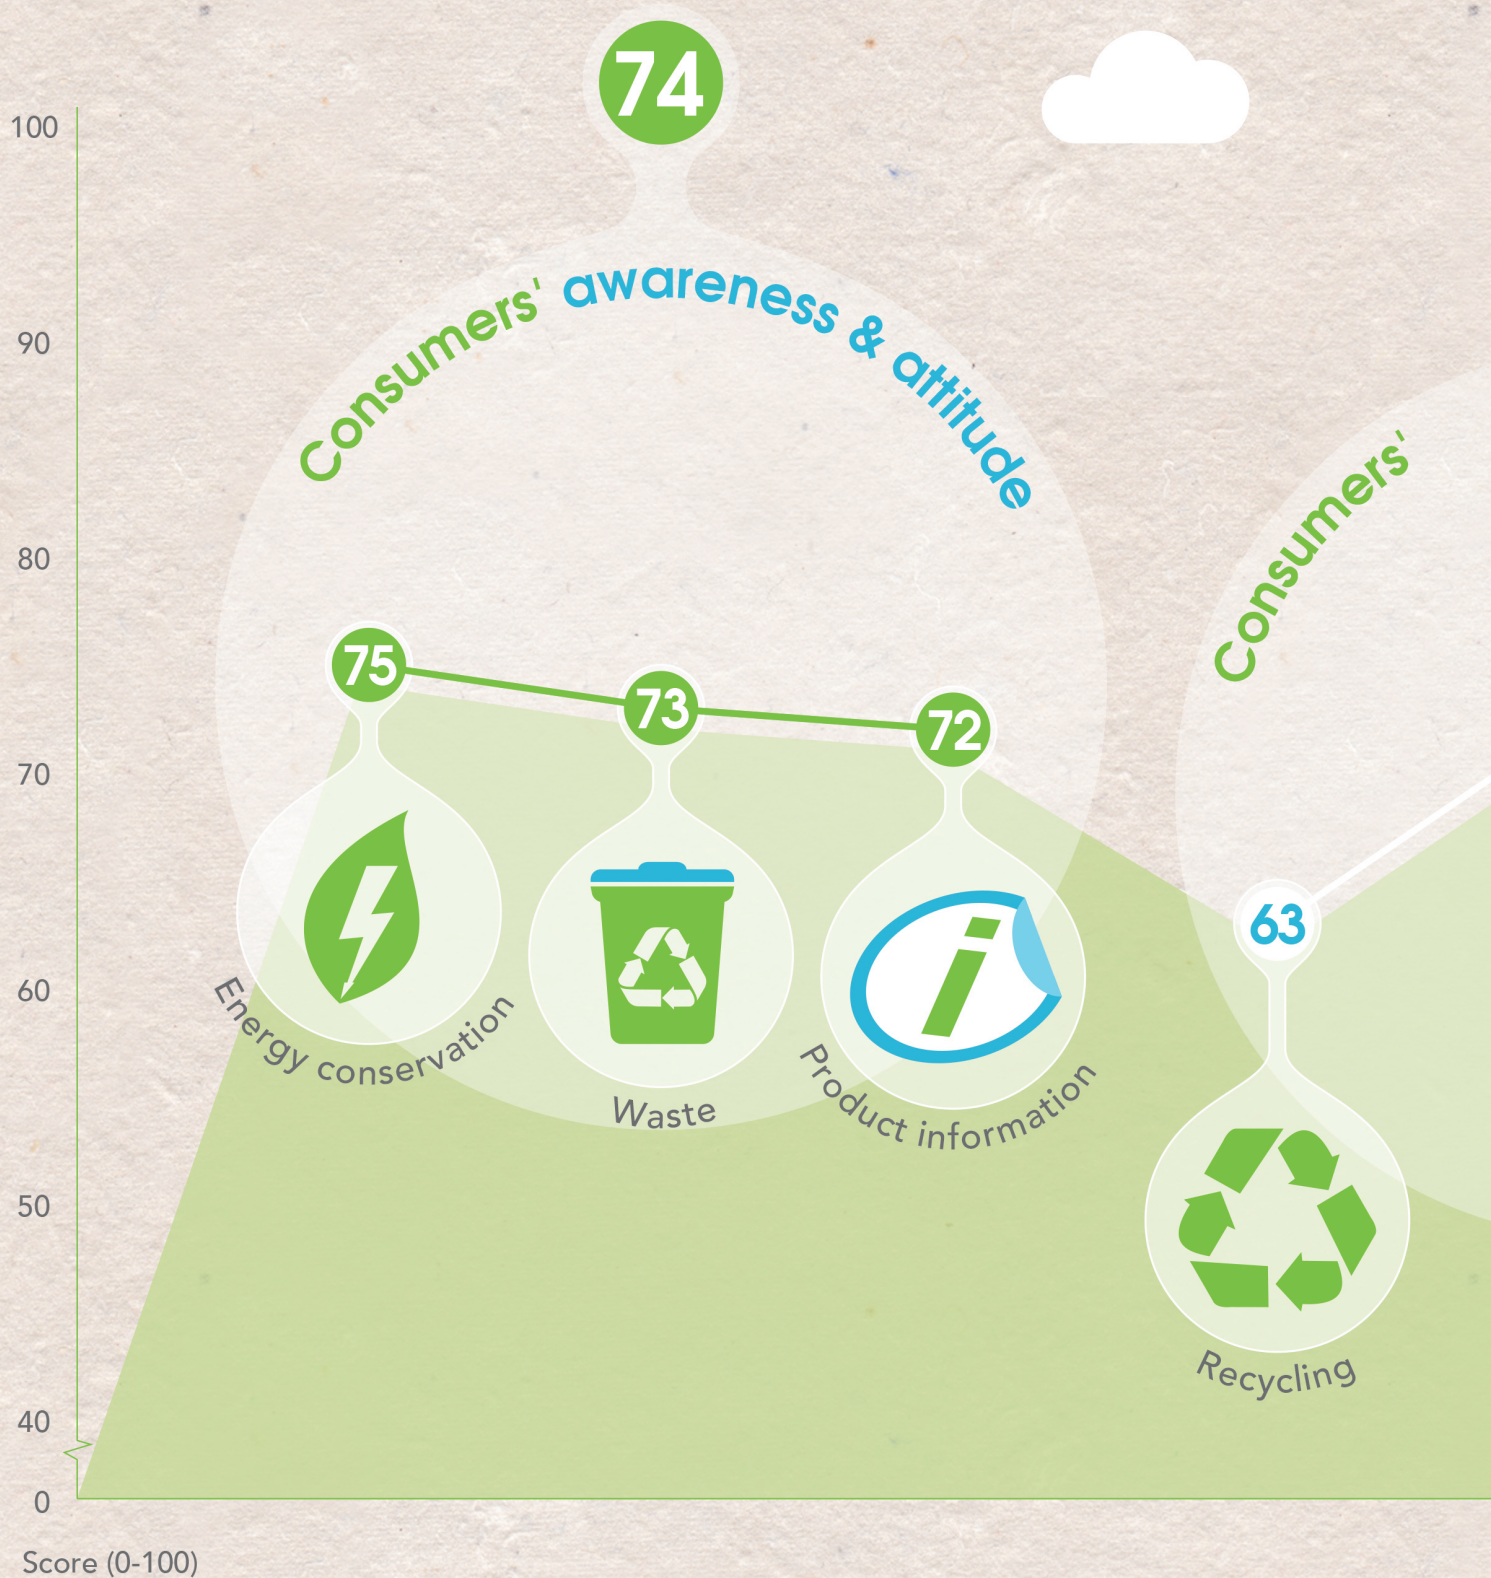 74
100
90
80
70
60
50
40
0
Score (0-100)
Consumers' awareness & attitude
75
73
72
Energy conservation
Waste
Product information
Consumers'
63
Recycling